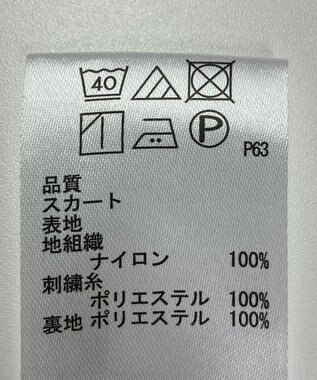 40
P
P63
品質
スカート
表地
地組織
ナイロン 100%
刺繍糸
ポリエステル 100%
裏地 ポリエステル 100%